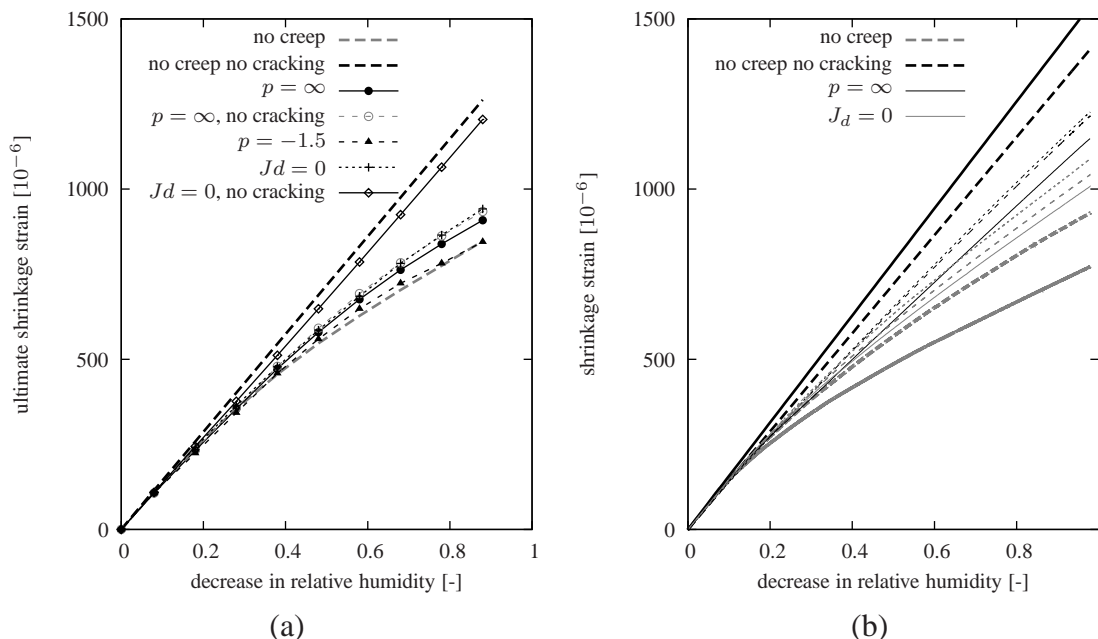 1500
1000
500
0
ultimate shrinkage strain [10⁻⁶]
no creep
no creep no cracking
p = ∞
p = ∞, no cracking
p = −1.5
Jd = 0
Jd = 0, no cracking
0 0.2 0.4 0.6 0.8 1
decrease in relative humidity [-]
(a)
1500
1000
500
0
shrinkage strain [10⁻⁶]
no creep
no creep no cracking
p = ∞
J_d = 0
0 0.2 0.4 0.6 0.8
decrease in relative humidity [-]
(b)